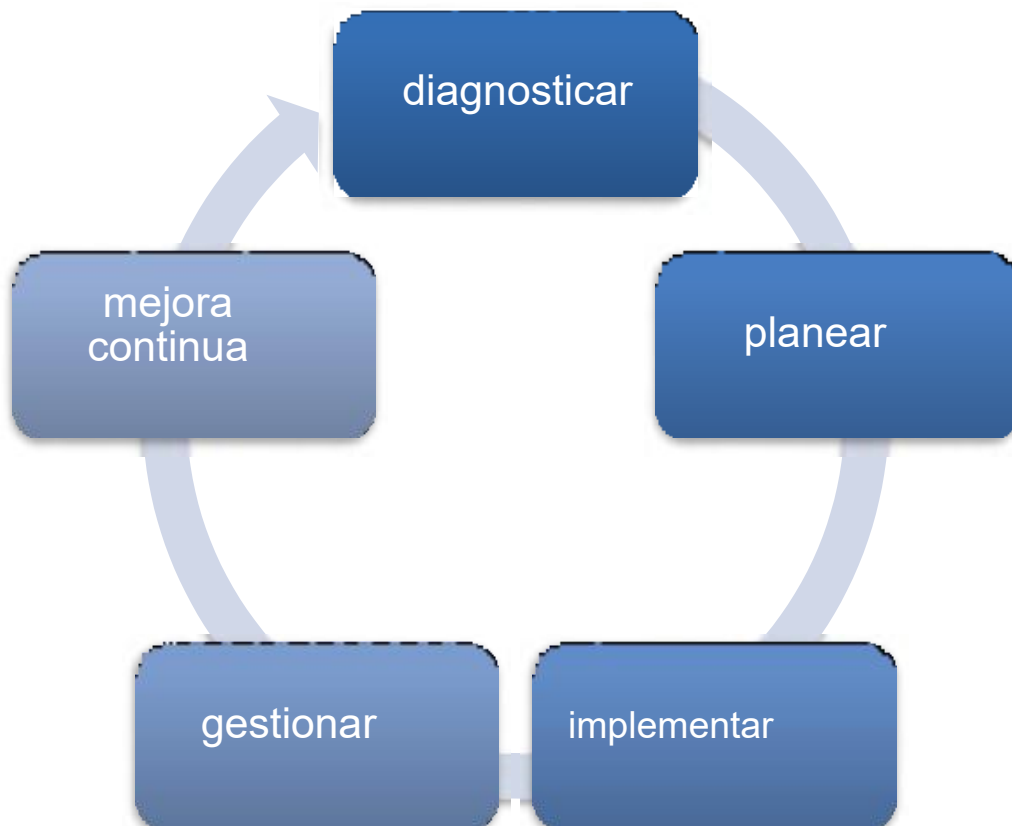 diagnosticar
planear
implementar
gestionar
mejora
continua